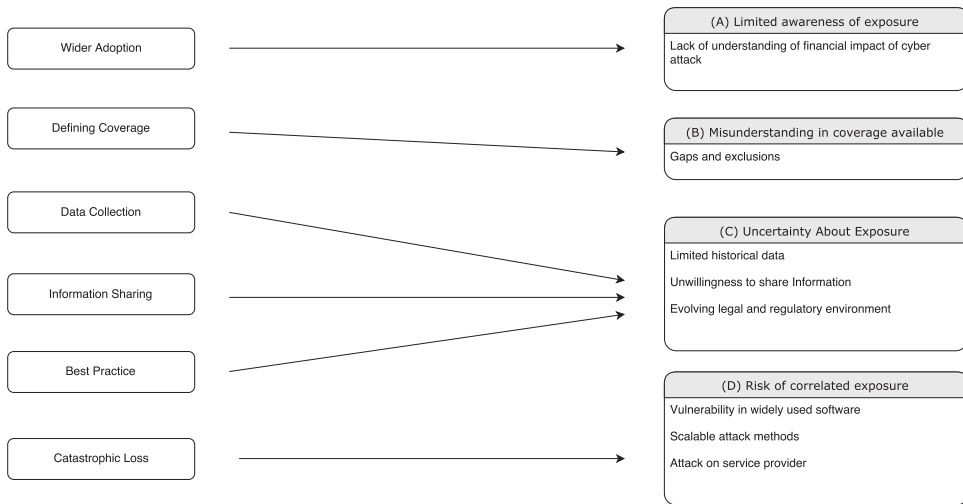 Wider Adoption
Defining Coverage
Data Collection
Information Sharing
Best Practice
Catastrophic Loss
(A) Limited awareness of exposure
Lack of understanding of financial impact of cyber
attack
(B) Misunderstanding in coverage available
Gaps and exclusions
(C) Uncertainty About Exposure
Limited historical data
Unwillingness to share Information
Evolving legal and regulatory environment
(D) Risk of correlated exposure
Vulnerability in widely used software
Scalable attack methods
Attack on service provider